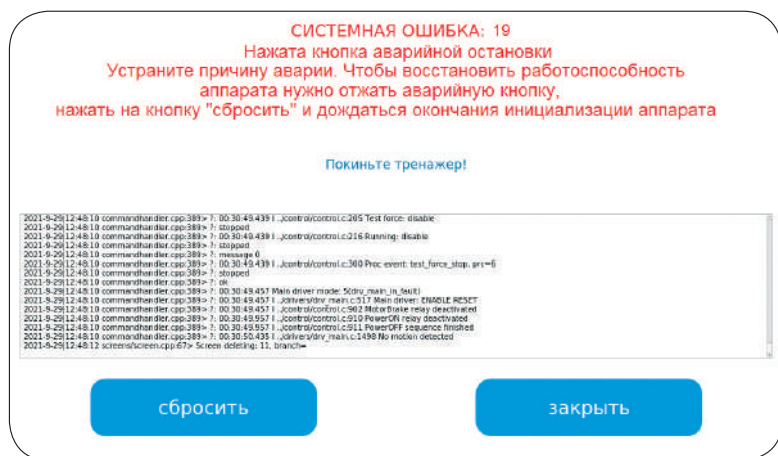 СИСТЕМНАЯ ОШИБКА: 19
Нажата кнопка аварийной остановки
Устраните причину аварии. Чтобы восстановить работоспособность
аппарата нужно отжать аварийную кнопку,
нажать на кнопку "сбросить" и дождаться окончания инициализации аппарата
Покиньте тренажер!
2021-9-29|12:48:10 commandhandler.cpp:389> ?: 00:30:49.439 I ../control/control.c:205 Test force: disable
2021-9-29|12:48:10 commandhandler.cpp:389> ?: stopped
2021-9-29|12:48:10 commandhandler.cpp:389> ?: 00:30:49.439 I ../control/control.c:216 Running: disable
2021-9-29|12:48:10 commandhandler.cpp:389> ?: stopped
2021-9-29|12:48:10 commandhandler.cpp:389> ?: message 0
2021-9-29|12:48:10 commandhandler.cpp:389> ?: 00:30:49.439 I ../control/control.c:300 Proc event: test_force_stop, prc=6
2021-9-29|12:48:10 commandhandler.cpp:389> ?: stopped
2021-9-29|12:48:10 commandhandler.cpp:389> ?: ok
2021-9-29|12:48:10 commandhandler.cpp:389> ?: 00:30:49.457 Main driver mode: 5(drv_main_in_fault)
2021-9-29|12:48:10 commandhandler.cpp:389> ?: 00:30:49.457 I ../drivers/drv_main.c:517 Main driver: ENABLE RESET
2021-9-29|12:48:10 commandhandler.cpp:389> ?: 00:30:49.457 I ../control/control.c:902 MotorBrake relay deactivated
2021-9-29|12:48:10 commandhandler.cpp:389> ?: 00:30:49.957 I ../control/control.c:910 PowerON relay deactivated
2021-9-29|12:48:10 commandhandler.cpp:389> ?: 00:30:49.957 I ../control/control.c:911 PowerOFF sequence finished
2021-9-29|12:48:10 commandhandler.cpp:389> ?: 00:30:50.435 I ../drivers/drv_main.c:1498 No motion detected
2021-9-29|12:48:12 screens/screen.cpp:67> Screen deleting: 11, branch=
сбросить
закрыть